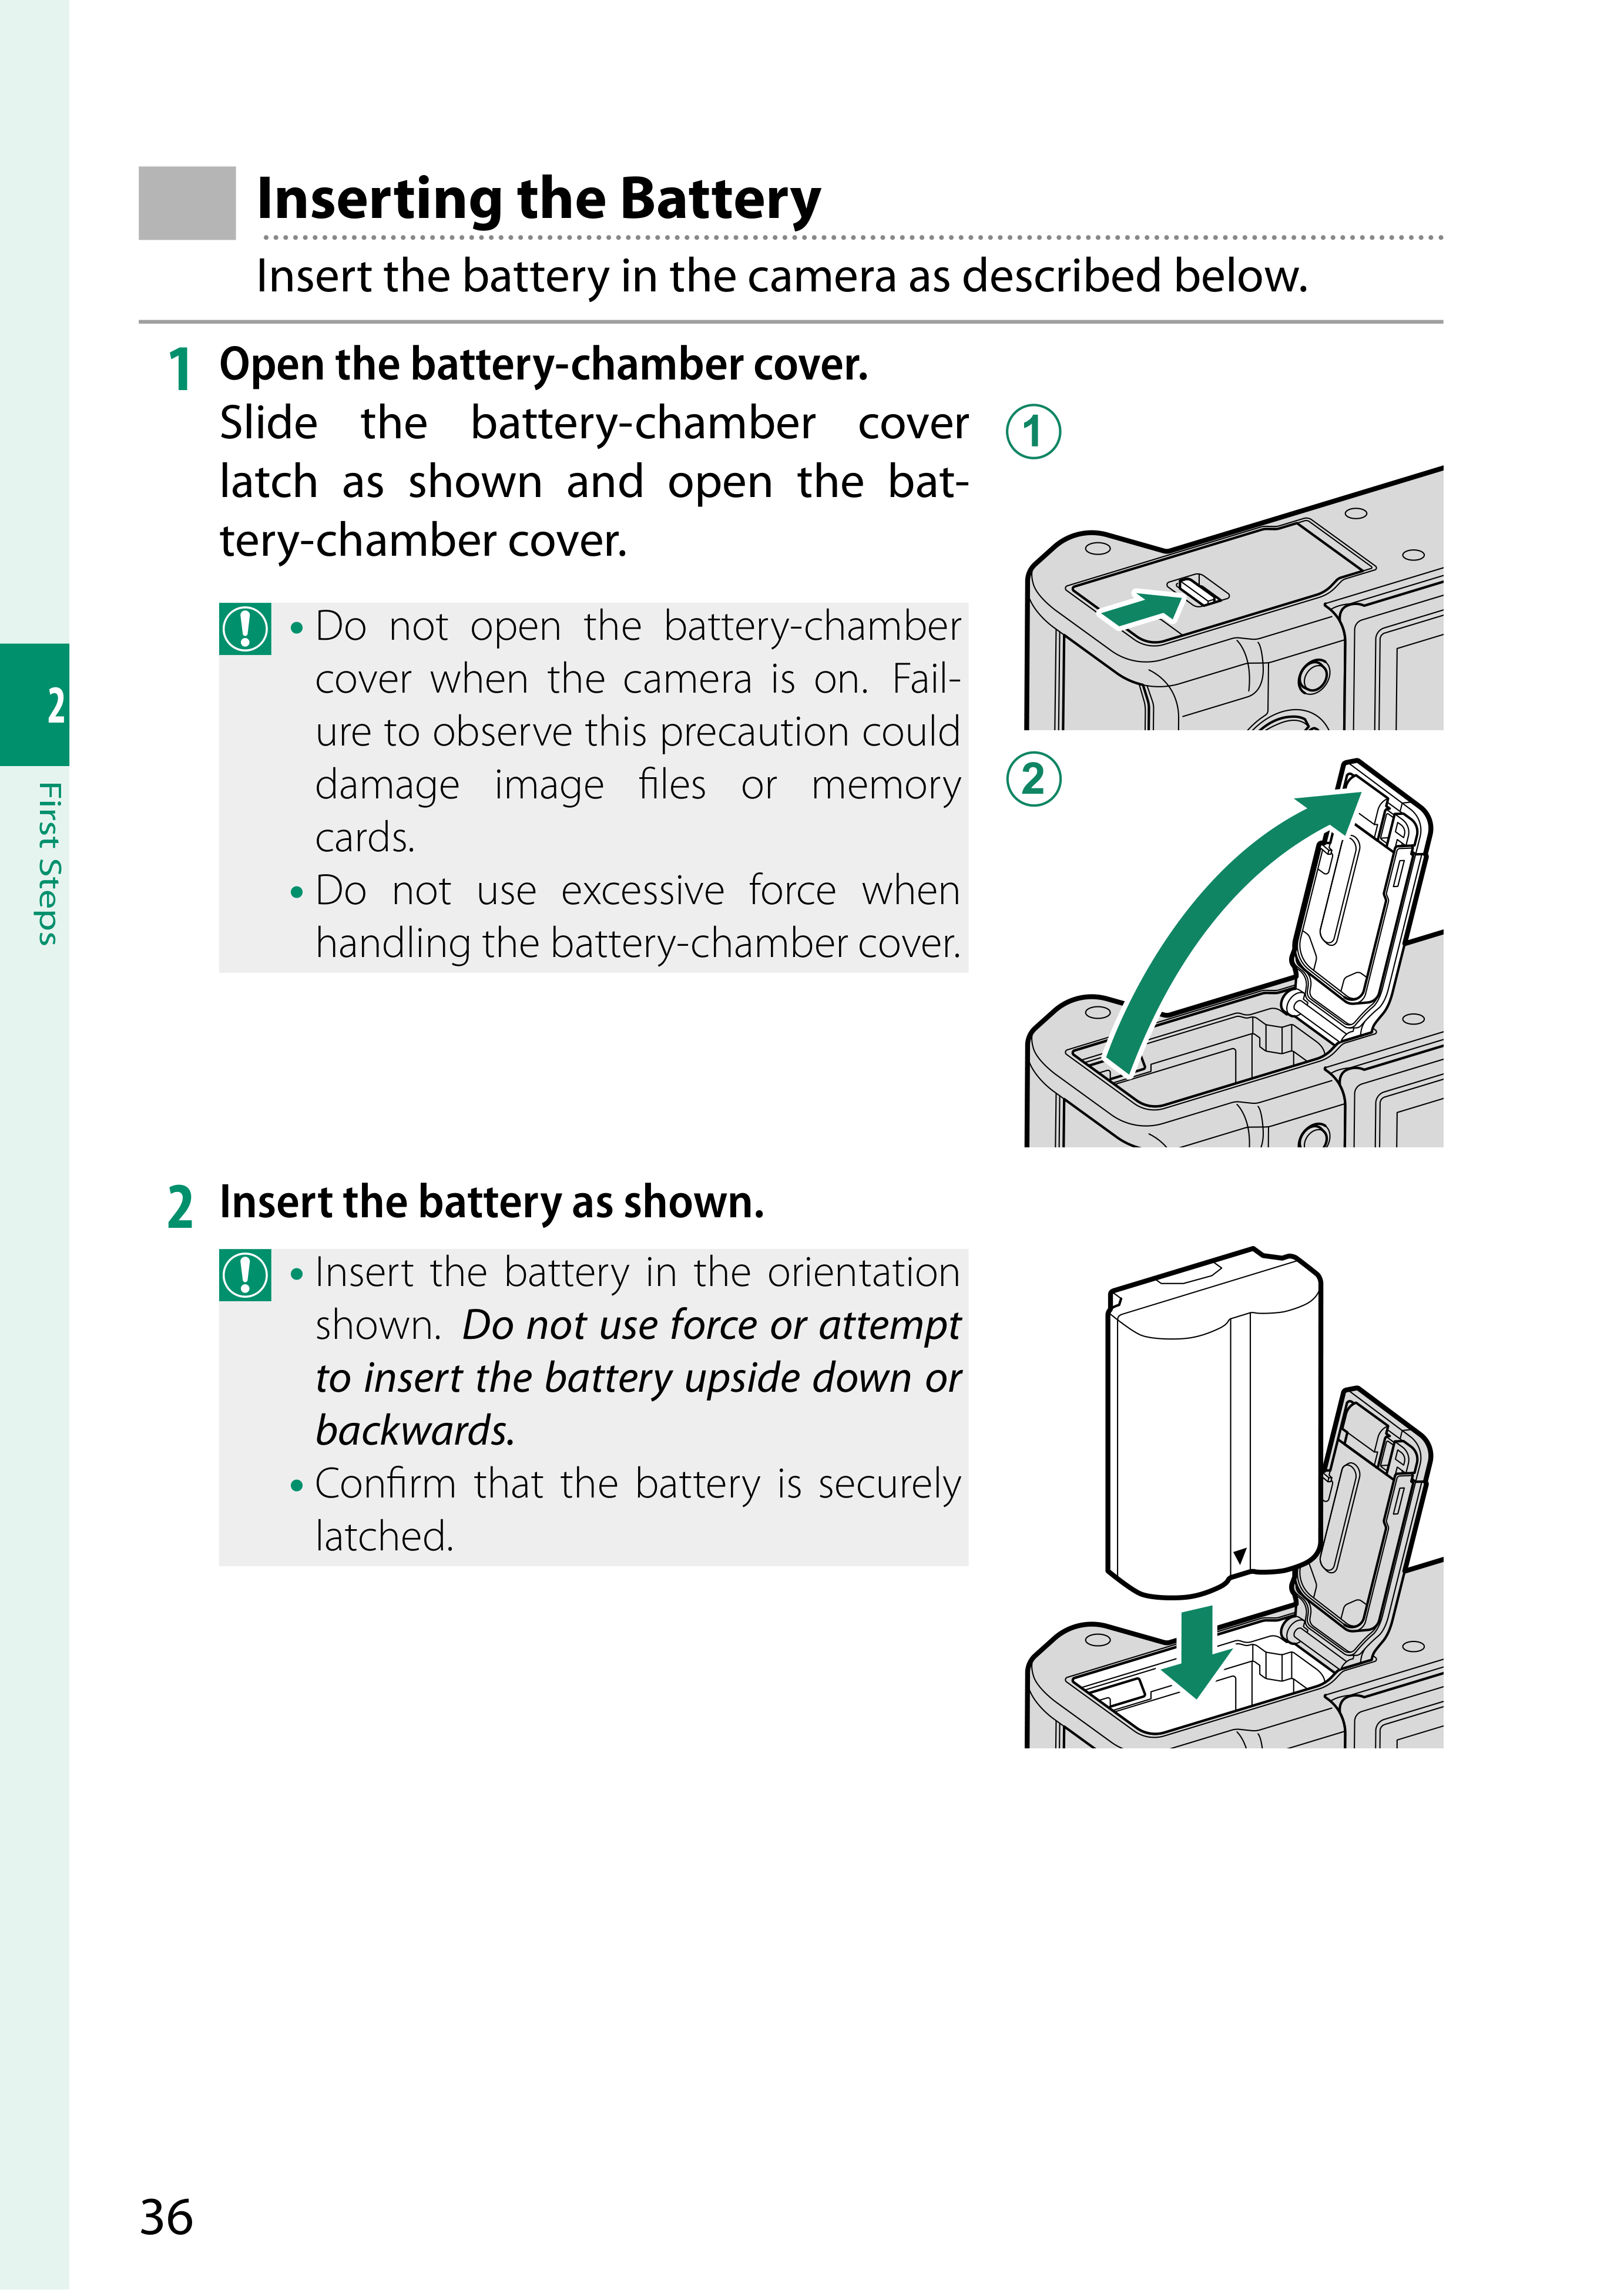 Inserting the Battery
Insert the battery in the camera as described below.
1 Open the battery-chamber cover.
Slide the battery-chamber cover
latch as shown and open the bat-
tery-chamber cover.
• Do not open the battery-chamber
cover when the camera is on. Fail-
ure to observe this precaution could
damage image files or memory
cards.
• Do not use excessive force when
handling the battery-chamber cover.
1
2
2 Insert the battery as shown.
• Insert the battery in the orientation
shown. Do not use force or attempt
to insert the battery upside down or
backwards.
• Confirm that the battery is securely
latched.
2
First Steps
36